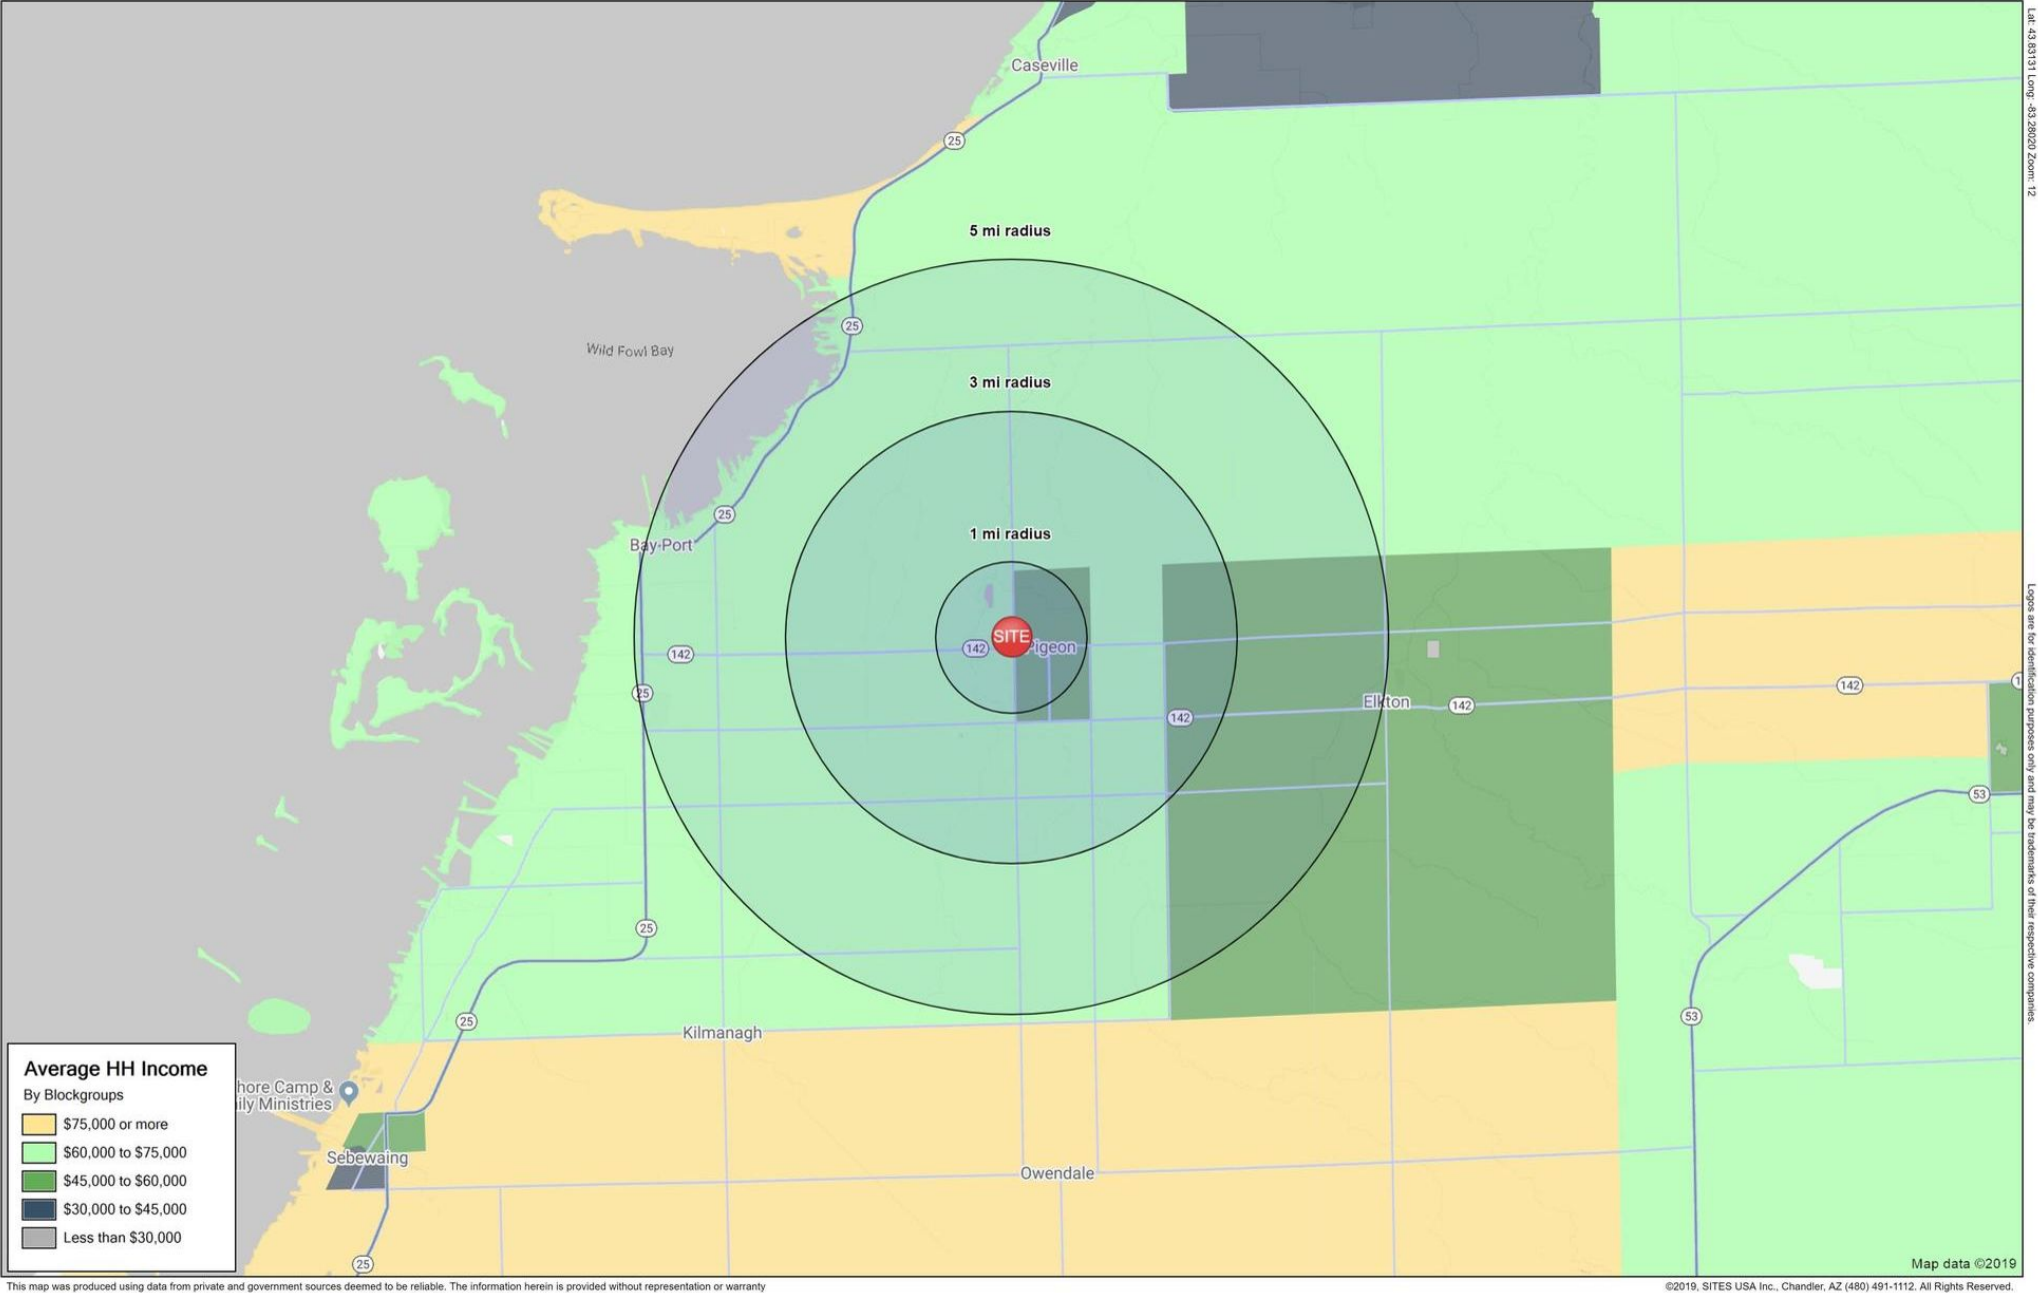 Caseville
25
5 mi radius
25
Wild Fowl Bay
3 mi radius
25
1 mi radius
Bay Port
142
142
SITE
Pigeon
25
142
Elkton
142
142
53
25
25
53
Kilmanagh
Owendale
Sebewaing
25
hore Camp &
ily Ministries
Average HH Income
By Blockgroups
$75,000 or more
$60,000 to $75,000
$45,000 to $60,000
$30,000 to $45,000
Less than $30,000
Map data ©2019
This map was produced using data from private and government sources deemed to be reliable. The information herein is provided without representation or warranty
©2019, SITES USA Inc., Chandler, AZ (480) 491-1112. All Rights Reserved.
Lat: 43.83131 Long: -83.28020 Zoom: 12
Logos are for identification purposes only and may be trademarks of their respective companies.